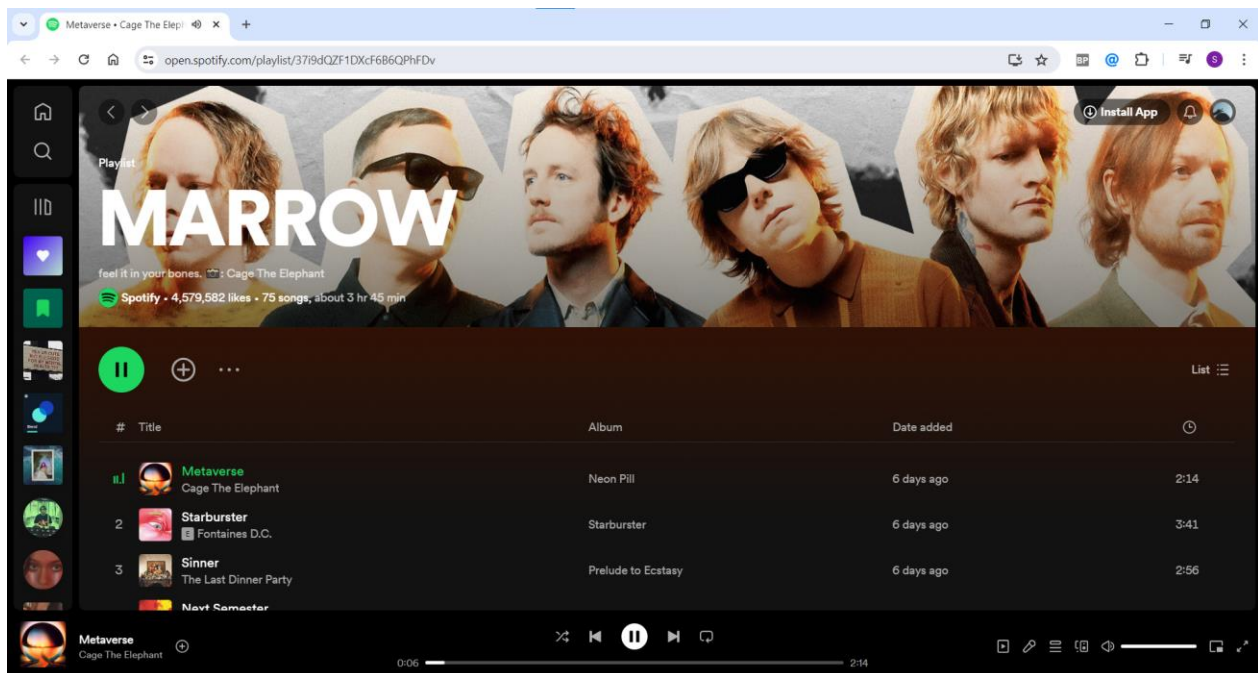 Metaverse • Cage The Elep
open.spotify.com/playlist/37i9dQZF1DXcF6B6QPhFDv
BP
@
S
Install App
Playlist
MARROW
feel it in your bones. 📷: Cage The Elephant
Spotify • 4,579,582 likes • 75 songs, about 3 hr 45 min
List
# Title Album Date added
Metaverse
Cage The Elephant
Neon Pill 6 days ago 2:14
2 Starburster
E Fontaines D.C.
Starburster 6 days ago 3:41
3 Sinner
The Last Dinner Party
Prelude to Ecstasy 6 days ago 2:56
Next Semester
Metaverse
Cage The Elephant
0:06 2:14